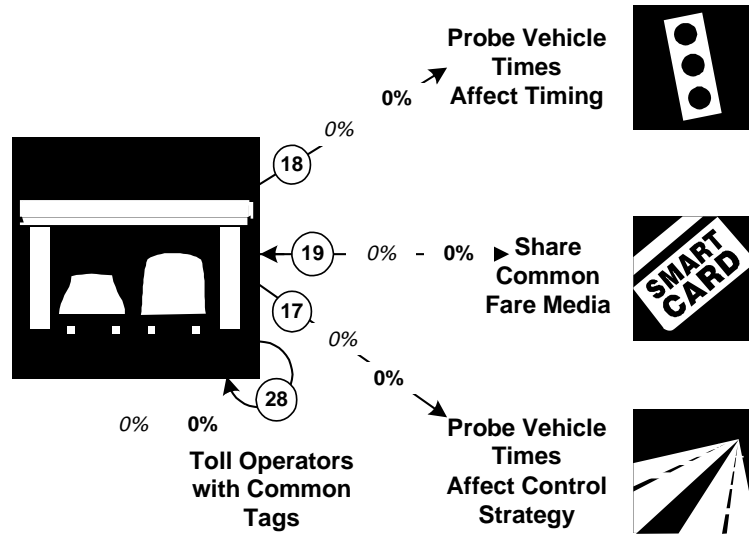 Probe Vehicle
Times
Affect Timing
0%
0%
18
19
0%
0%
Share
Common
Fare Media
SMART
CARD
17
0%
0%
28
0%
0%
Toll Operators
with Common
Tags
Probe Vehicle
Times
Affect Control
Strategy